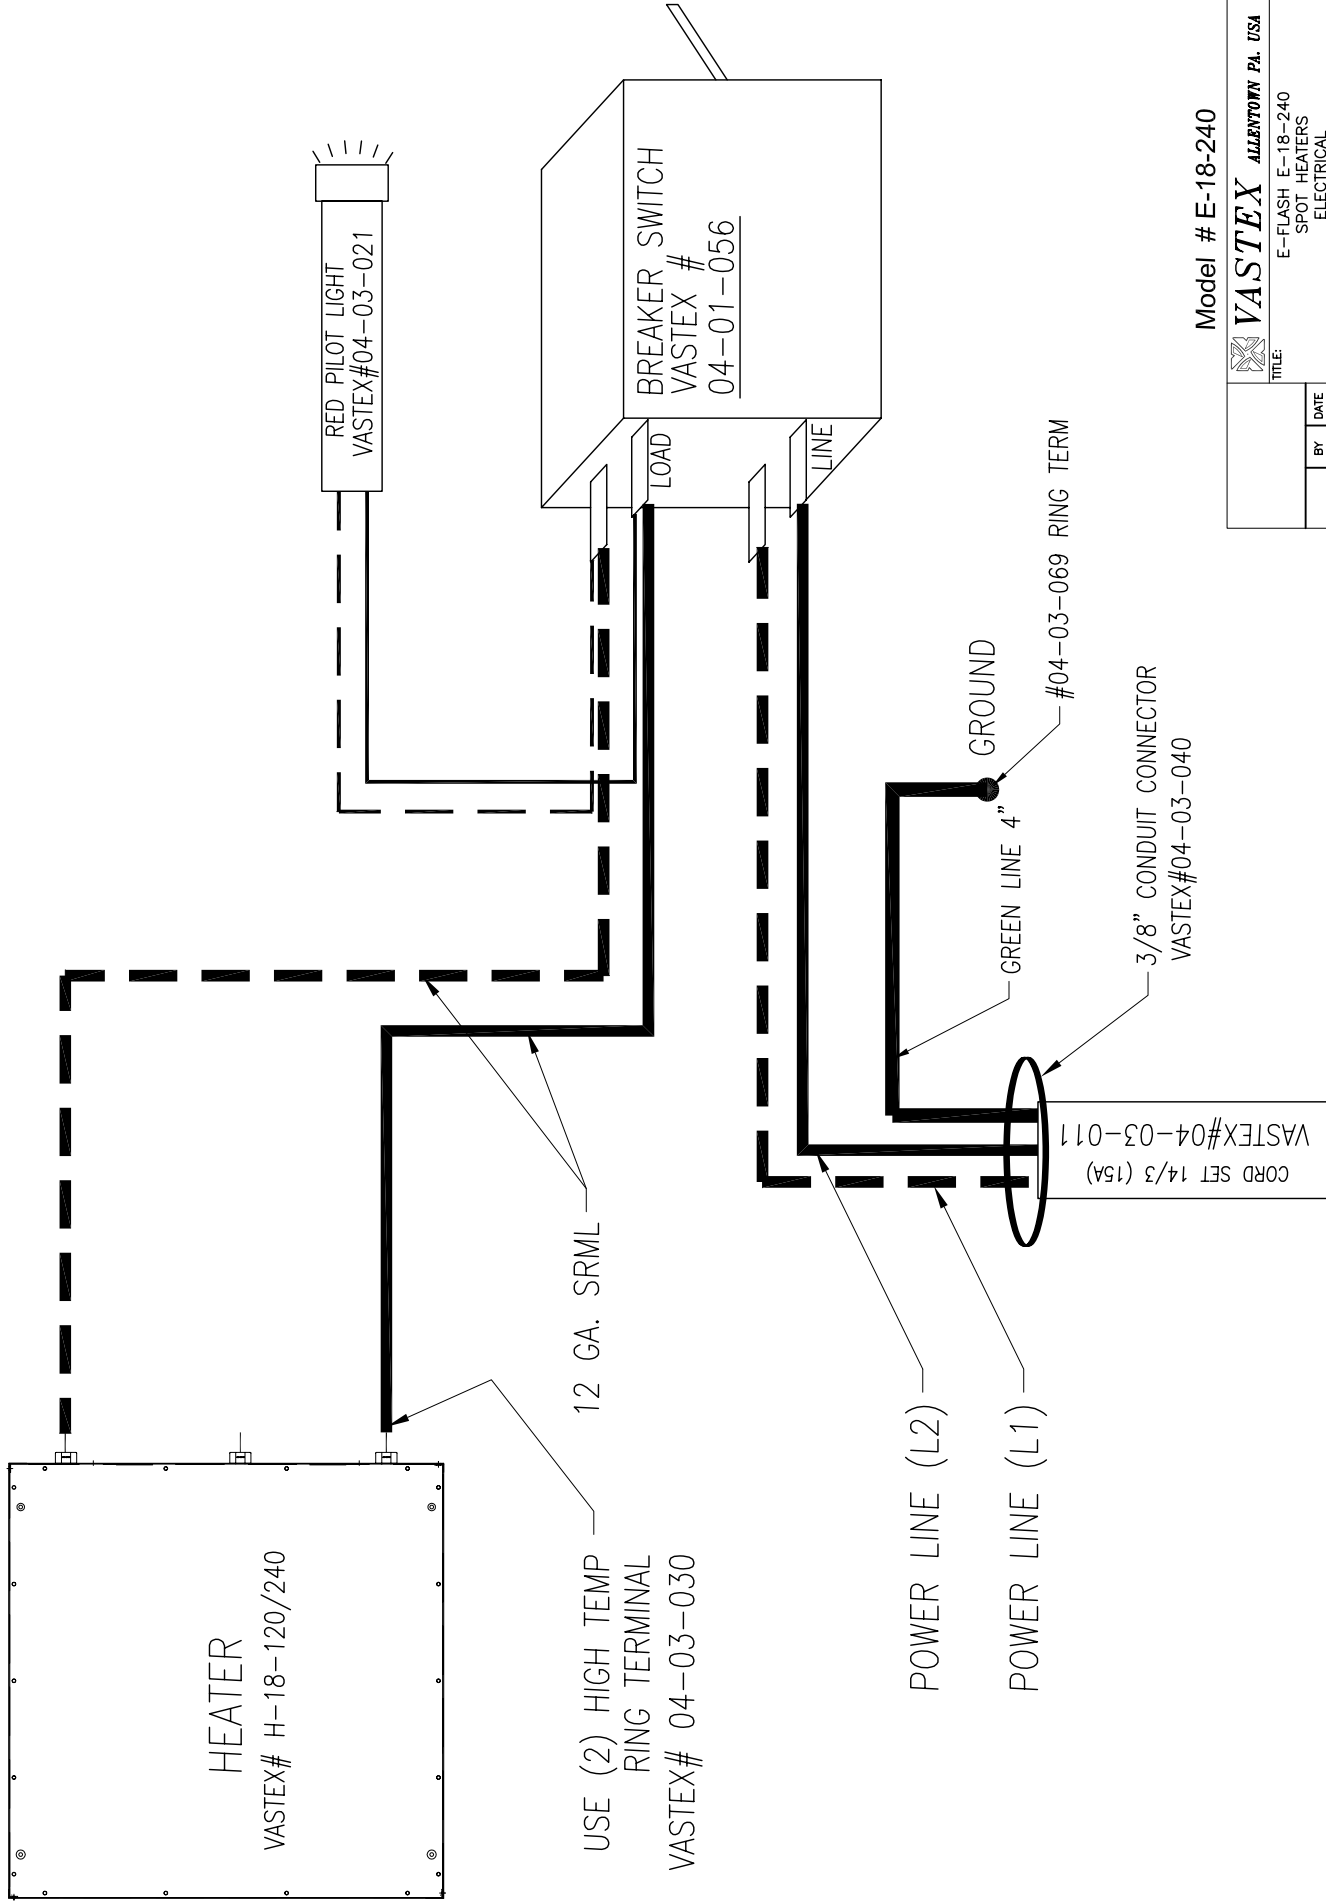 HEATER
VASTEX# H-18-120/240
RED PILOT LIGHT
VASTEX#04-03-021
BREAKER SWITCH
VASTEX #
04-01-056
LOAD
LINE
USE (2) HIGH TEMP
RING TERMINAL
VASTEX# 04-03-030
12 GA. SRML
POWER LINE (L2)
POWER LINE (L1)
GROUND
#04-03-069 RING TERM
GREEN LINE 4"
3/8" CONDUIT CONNECTOR
VASTEX#04-03-040
CORD SET 14/3 (15A)
VASTEX#04-03-011
Model # E-18-240
VASTEX ALLENTOWN PA. USA
TITLE:
E-FLASH E-18-240
SPOT HEATERS
ELECTRICAL
BY DATE